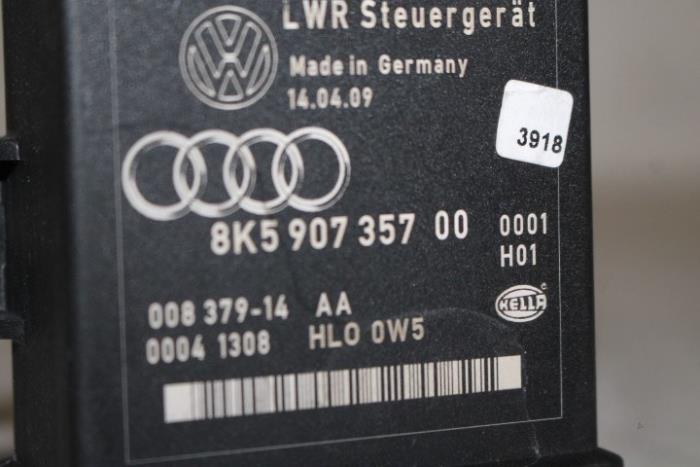 LWR Steuergerät
Made in Germany
14.04.09
3918
8K5 907 357 00 0001
H01
008 379-14 AA
HELLA
0004 1308 HLO 0W5